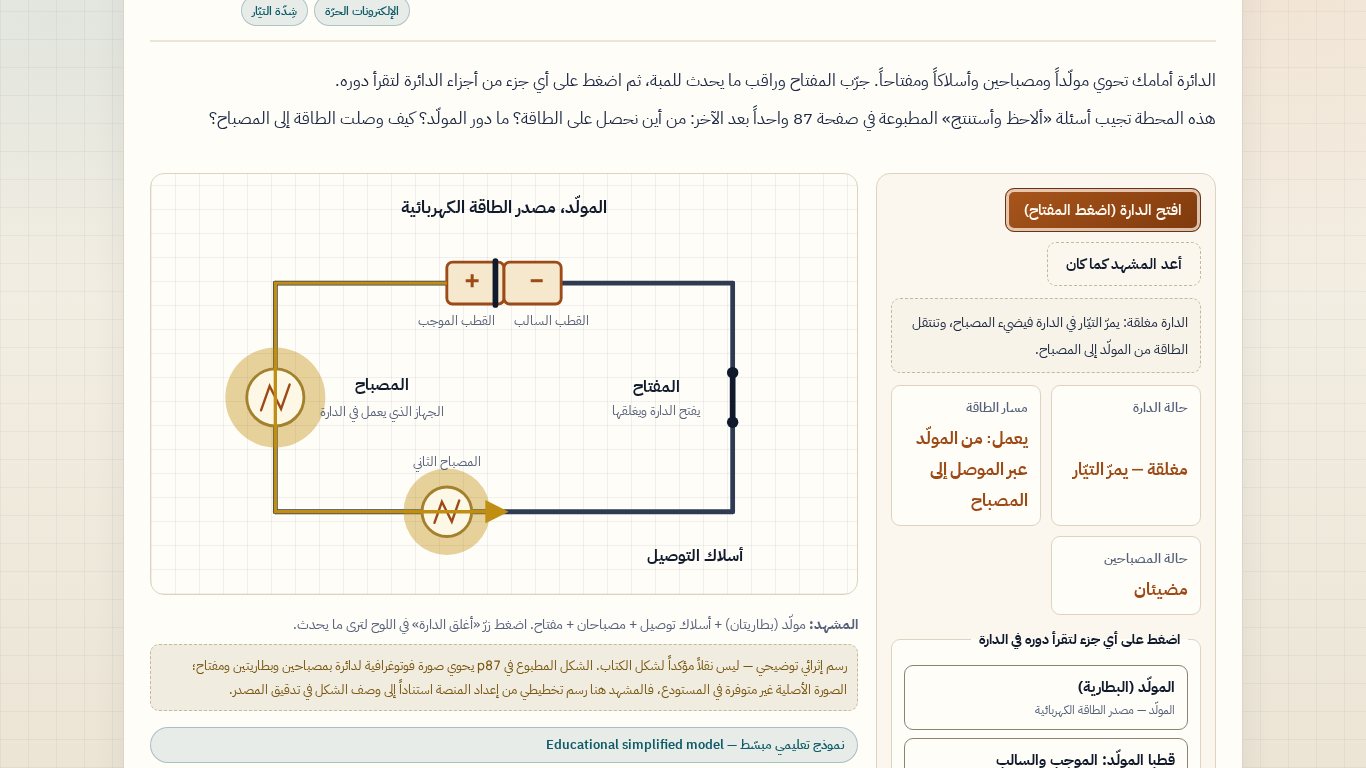 الإلكترونات الحرّة
شِدّة التيّار
الدائرة أمامك تحوي مولّداً ومصباحين وأسلاكاً ومفتاحاً. جرّب المفتاح وراقب ما يحدث للمبة، ثم اضغط على أي جزء من أجزاء الدائرة لتقرأ دوره.
هذه المحطة تجيب أسئلة «ألاحظ وأستنتج» المطبوعة في صفحة 87 واحداً بعد الآخر: من أين نحصل على الطاقة؟ ما دور المولّد؟ كيف وصلت الطاقة إلى المصباح؟
افتح الدارة (اضغط المفتاح)
أعد المشهد كما كان
الدارة مغلقة: يمرّ التيّار في الدارة فيضيء المصباح، وتنتقل
الطاقة من المولّد إلى المصباح.
حالة الدارة
مغلقة — يمرّ التيّار
مسار الطاقة
يعمل: من المولّد
عبر الموصل إلى
المصباح
حالة المصباحين
مضيئان
اضغط على أي جزء لتقرأ دوره في الدارة
المولّد (البطارية)
المولّد — مصدر الطاقة الكهربائية
قطبا المولّد: الموجب والسالب
المولّد، مصدر الطاقة الكهربائية
−
+
القطب السالب
القطب الموجب
المفتاح
يفتح الدارة ويغلقها
المصباح
الجهاز الذي يعمل في الدارة
المصباح الثاني
أسلاك التوصيل
المشهد: مولّد (بطاريتان) + أسلاك توصيل + مصباحان + مفتاح. اضغط زرّ «أغلق الدارة» في اللوح لترى ما يحدث.
رسم إثرائي توضيحي — ليس نقلاً مؤكداً لشكل الكتاب. الشكل المطبوع في p87 يحوي صورة فوتوغرافية لدائرة بمصباحين وبطاريتين ومفتاح؛
الصورة الأصلية غير متوفرة في المستودع، فالمشهد هنا رسم تخطيطي من إعداد المنصة استناداً إلى وصف الشكل في تدقيق المصدر.
نموذج تعليمي مبسّط — Educational simplified model